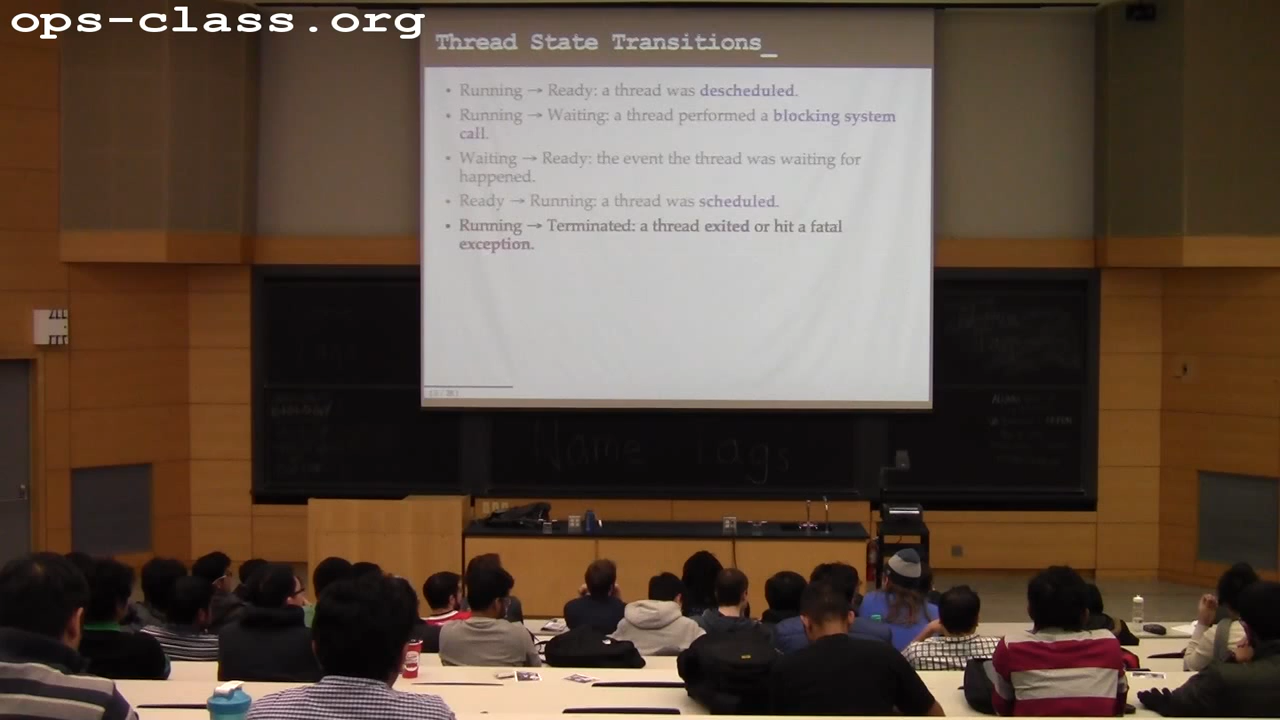 ops-class.org
Thread State Transitions_
• Running → Ready: a thread was descheduled.
• Running → Waiting: a thread performed a blocking system
call.
• Waiting → Ready: the event the thread was waiting for
happened.
• Ready → Running: a thread was scheduled.
• Running → Terminated: a thread exited or hit a fatal
exception.
Name Tags